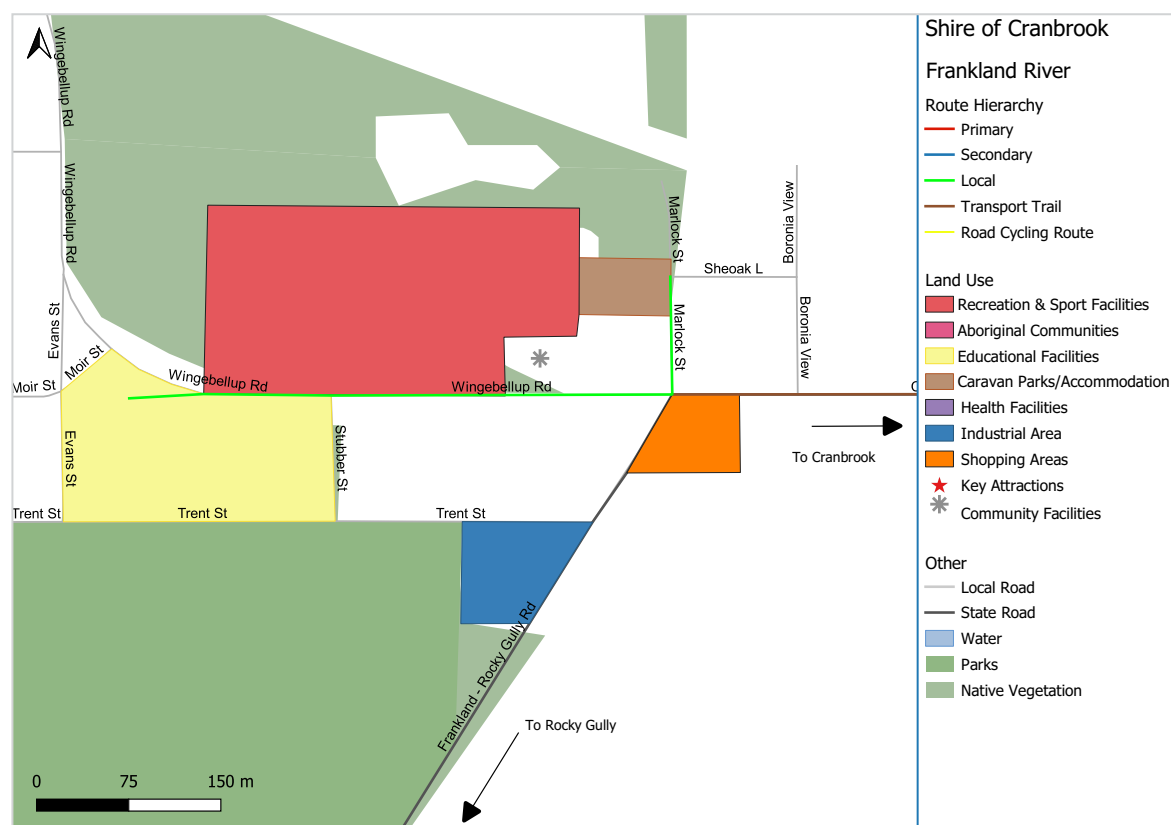 Shire of Cranbrook
Frankland River
Route Hierarchy
Primary
Secondary
Local
Transport Trail
Road Cycling Route
Land Use
Recreation & Sport Facilities
Aboriginal Communities
Educational Facilities
Caravan Parks/Accommodation
Health Facilities
Industrial Area
Shopping Areas
Key Attractions
Community Facilities
Other
Local Road
State Road
Water
Parks
Native Vegetation
Wingebellup Rd
Wingebellup Rd
Marlock St
Boronia View
Sheoak L
Evans St
Marlock St
Boronia View
Moir St
Moir St
Wingebellup Rd
Wingebellup Rd
Evans St
Stubber St
To Cranbrook
Trent St
Trent St
Trent St
Frankland - Rocky Gully Rd
To Rocky Gully
0 75 150 m